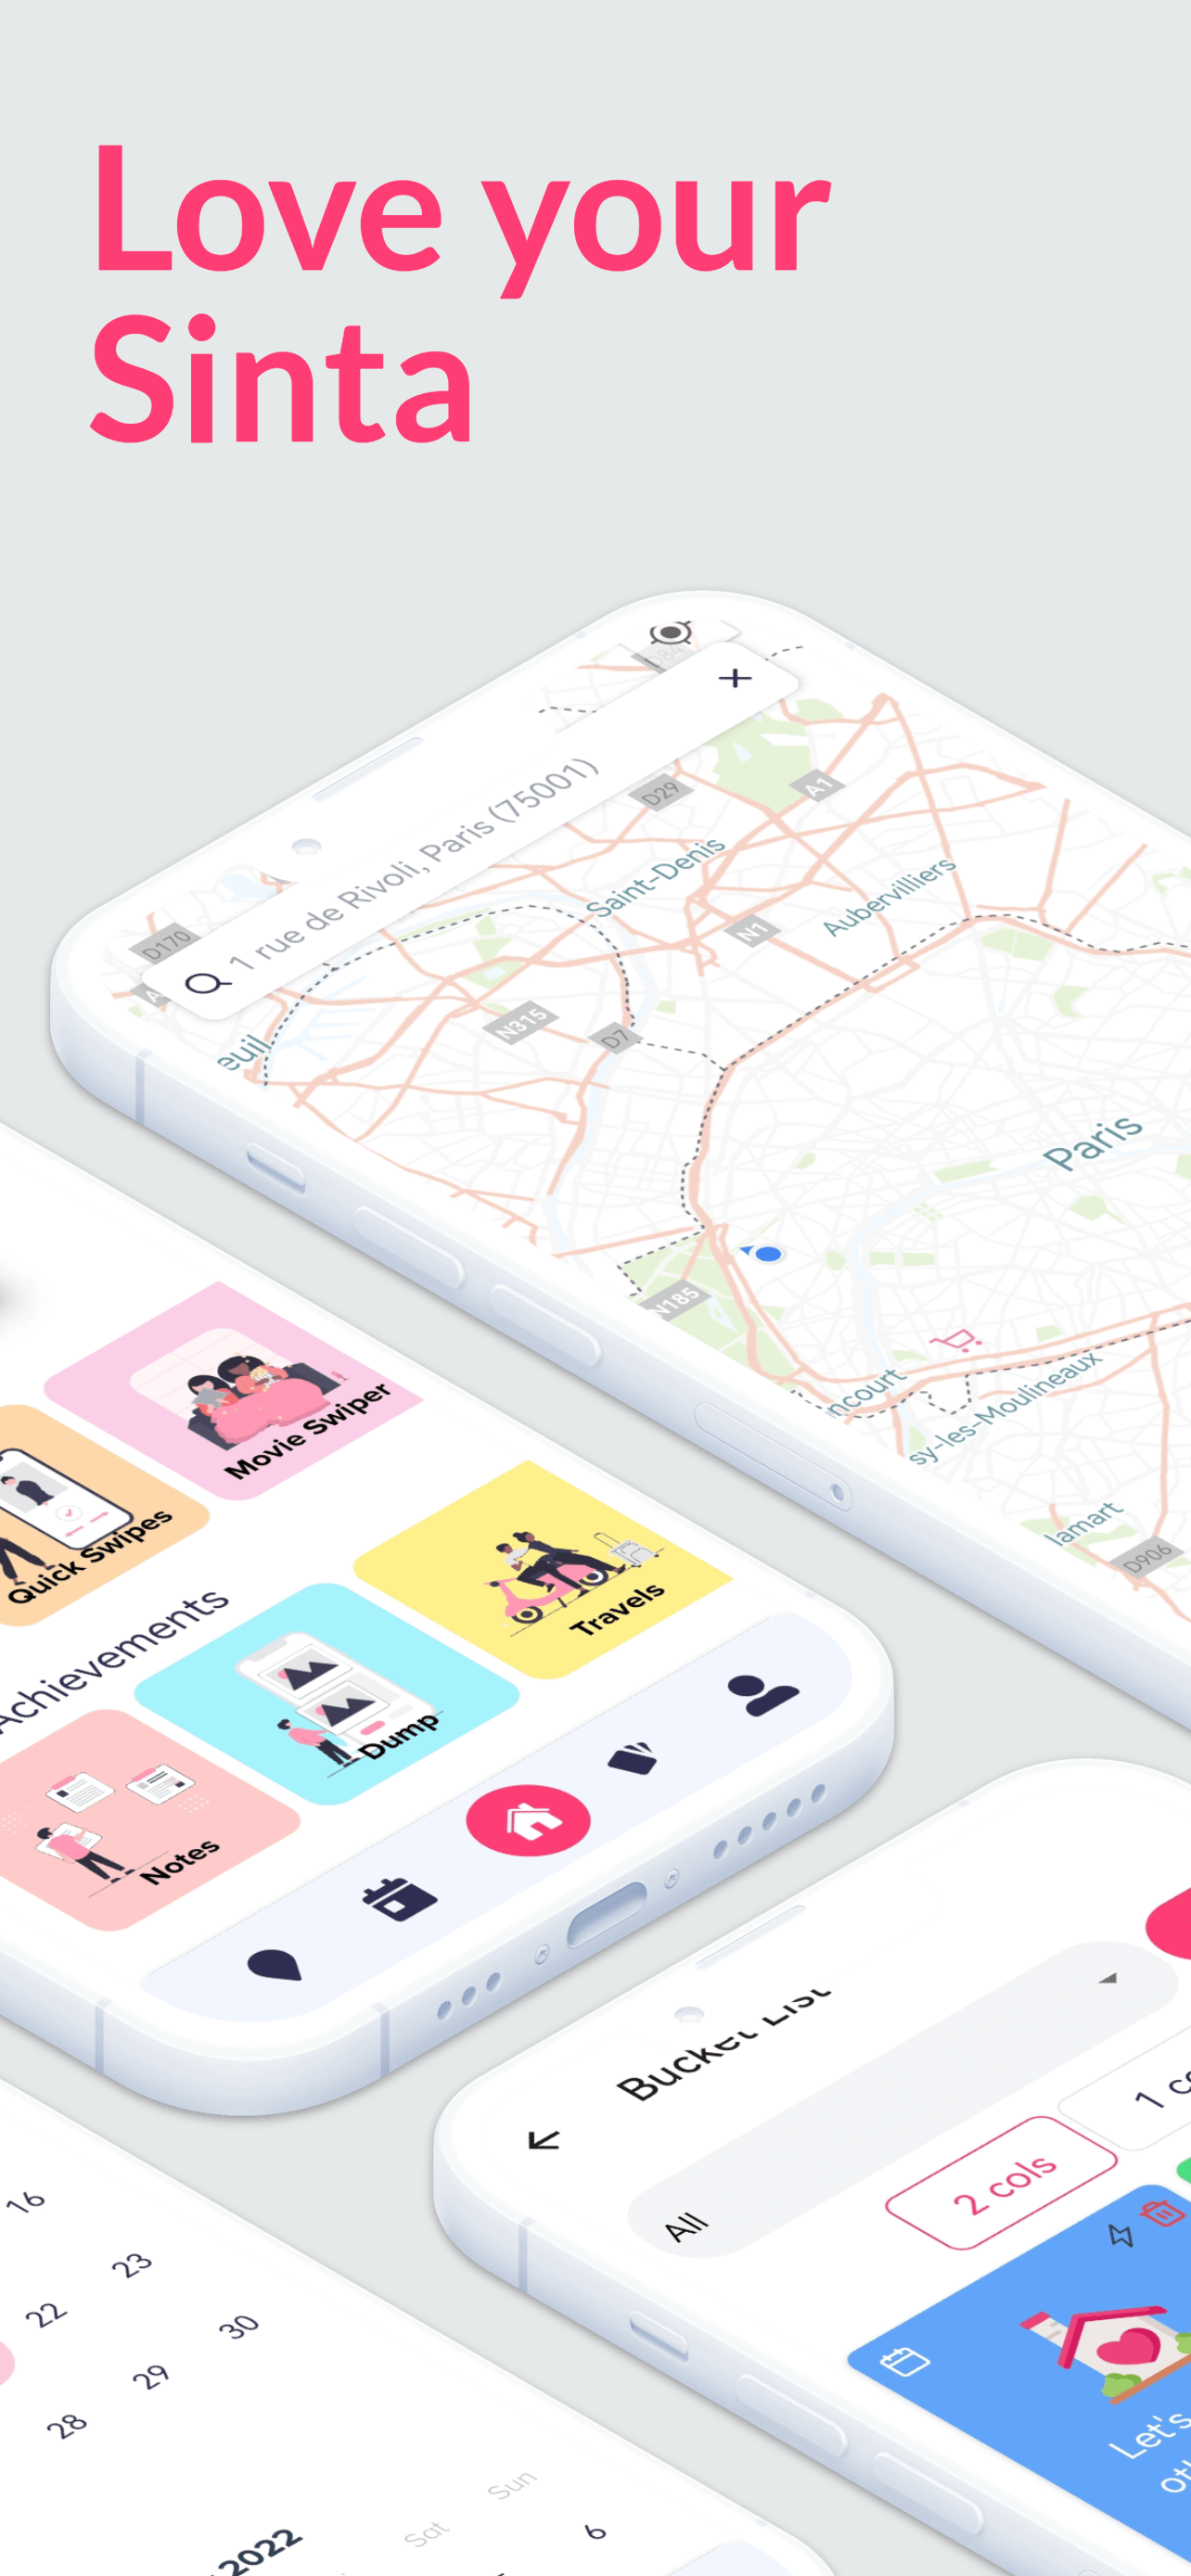 Love your
Sinta
D84
1 rue de Rivoli, Paris (75001)
D170
D29
A1
Saint-Denis
Aubervilliers
N1
N315
D7
euil
Paris
N185
ncourt
sy-les-Moulineaux
lamart
D906
Movie Swiper
Quick Swipes
Achievements
Travels
Dump
Notes
Bucket List
All
2 cols
1 co
Let's
16
23
22
30
29
28
Sun
Sat
2022
6